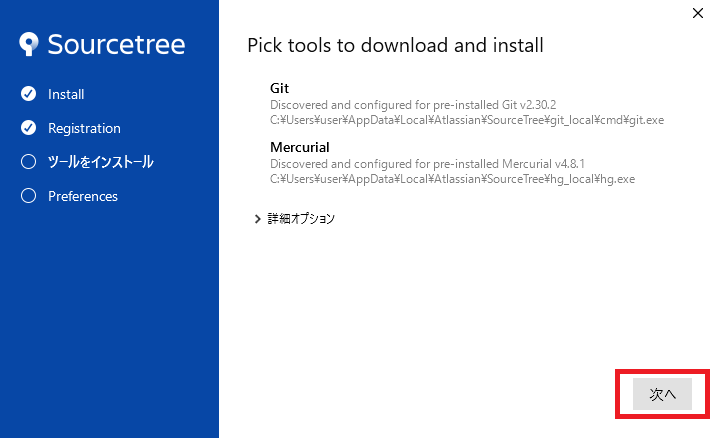 Sourcetree
Install
Registration
ツールをインストール
Preferences
Pick tools to download and install
Git
Discovered and configured for pre-installed Git v2.30.2
C:¥Users¥user¥AppData¥Local¥Atlassian¥SourceTree¥git_local¥cmd¥git.exe
Mercurial
Discovered and configured for pre-installed Mercurial v4.8.1
C:¥Users¥user¥AppData¥Local¥Atlassian¥SourceTree¥hg_local¥hg.exe
詳細オプション
次へ